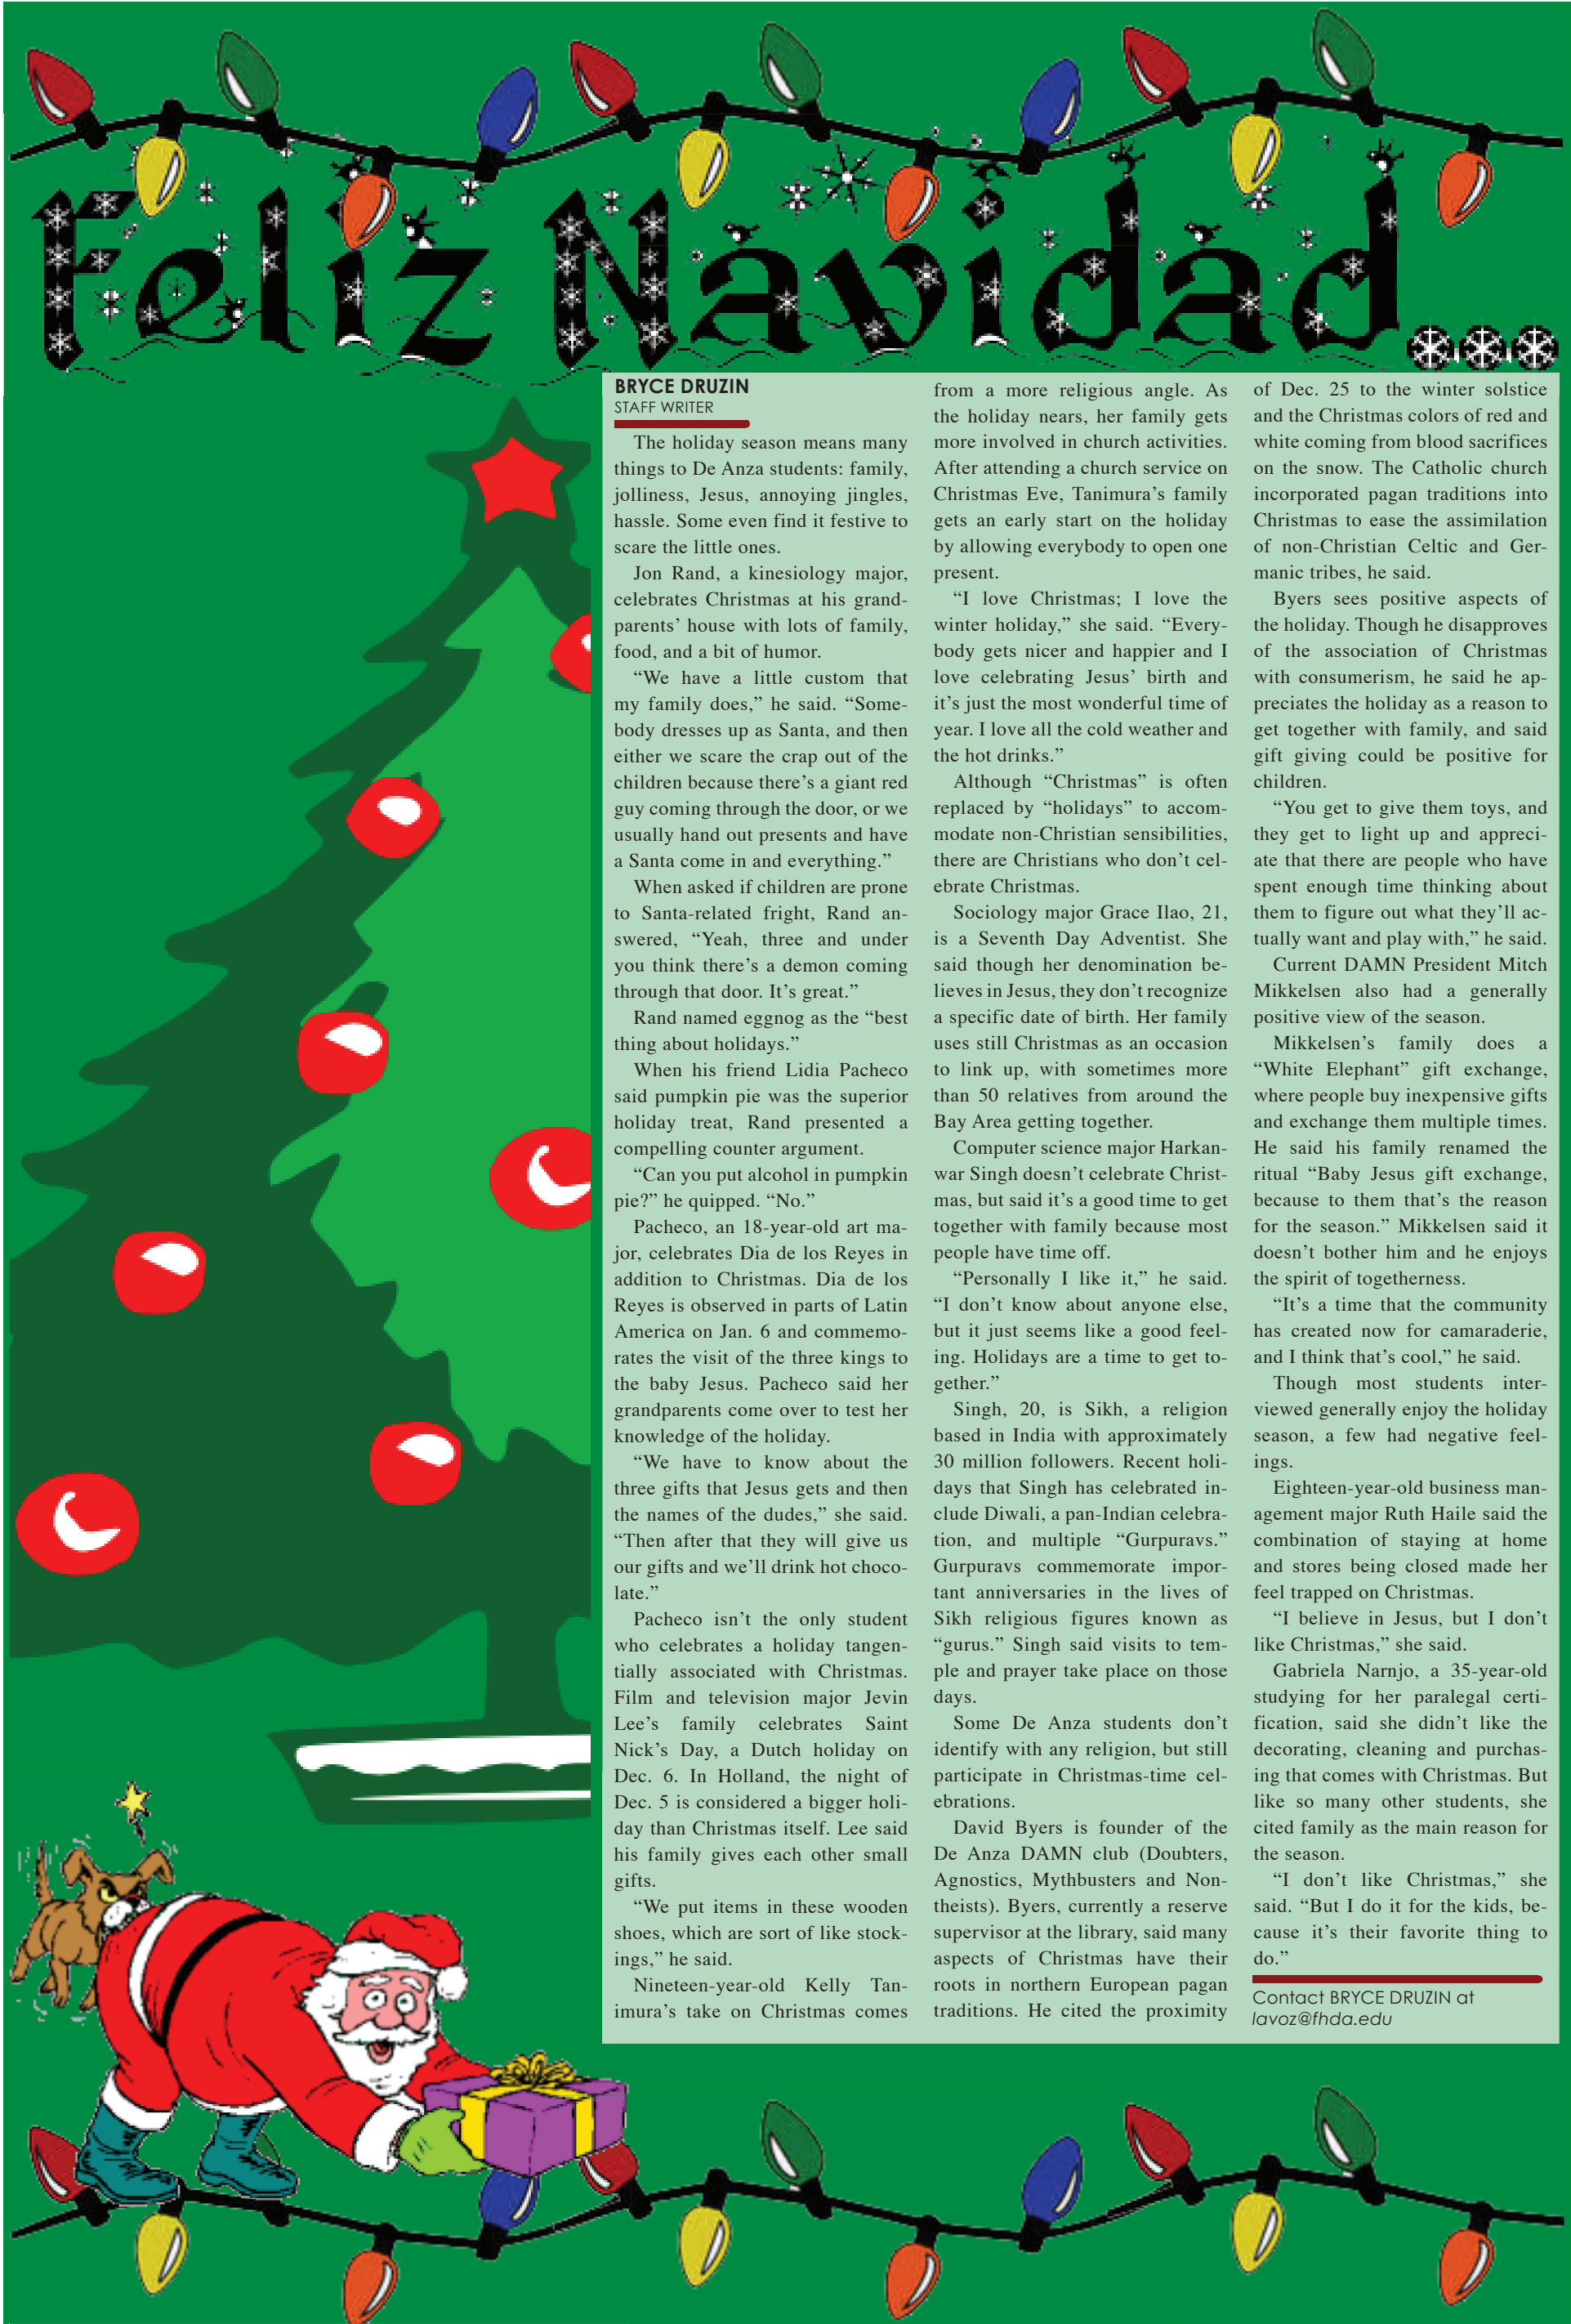 Feliz Navidad...
BRYCE DRUZIN
STAFF WRITER
The holiday season means many
things to De Anza students: family,
jolliness, Jesus, annoying jingles,
hassle. Some even find it festive to
scare the little ones.
Jon Rand, a kinesiology major,
celebrates Christmas at his grand-
parents' house with lots of family,
food, and a bit of humor.
“We have a little custom that
my family does,” he said. “Some-
body dresses up as Santa, and then
either we scare the crap out of the
children because there's a giant red
guy coming through the door, or we
usually hand out presents and have
a Santa come in and everything.”
When asked if children are prone
to Santa-related fright, Rand an-
swered, “Yeah, three and under
you think there's a demon coming
through that door. It's great.”
Rand named eggnog as the “best
thing about holidays.”
When his friend Lidia Pacheco
said pumpkin pie was the superior
holiday treat, Rand presented a
compelling counter argument.
“Can you put alcohol in pumpkin
pie?” he quipped. “No.”
Pacheco, an 18-year-old art ma-
jor, celebrates Dia de los Reyes in
addition to Christmas. Dia de los
Reyes is observed in parts of Latin
America on Jan. 6 and commemo-
rates the visit of the three kings to
the baby Jesus. Pacheco said her
grandparents come over to test her
knowledge of the holiday.
“We have to know about the
three gifts that Jesus gets and then
the names of the dudes,” she said.
“Then after that they will give us
our gifts and we'll drink hot choco-
late.”
Pacheco isn't the only student
who celebrates a holiday tangen-
tially associated with Christmas.
Film and television major Jevin
Lee's family celebrates Saint
Nick's Day, a Dutch holiday on
Dec. 6. In Holland, the night of
Dec. 5 is considered a bigger holi-
day than Christmas itself. Lee said
his family gives each other small
gifts.
“We put items in these wooden
shoes, which are sort of like stock-
ings,” he said.
Nineteen-year-old Kelly Tan-
imura's take on Christmas comes
from a more religious angle. As
the holiday nears, her family gets
more involved in church activities.
After attending a church service on
Christmas Eve, Tanimura's family
gets an early start on the holiday
by allowing everybody to open one
present.
“I love Christmas; I love the
winter holiday,” she said. “Every-
body gets nicer and happier and I
love celebrating Jesus' birth and
it's just the most wonderful time of
year. I love all the cold weather and
the hot drinks.”
Although “Christmas” is often
replaced by “holidays” to accom-
modate non-Christian sensibilities,
there are Christians who don't cel-
ebrate Christmas.
Sociology major Grace Ilao, 21,
is a Seventh Day Adventist. She
said though her denomination be-
lieves in Jesus, they don't recognize
a specific date of birth. Her family
uses still Christmas as an occasion
to link up, with sometimes more
than 50 relatives from around the
Bay Area getting together.
Computer science major Harkan-
war Singh doesn't celebrate Christ-
mas, but said it's a good time to get
together with family because most
people have time off.
“Personally I like it,” he said.
“I don't know about anyone else,
but it just seems like a good feel-
ing. Holidays are a time to get to-
gether.”
Singh, 20, is Sikh, a religion
based in India with approximately
30 million followers. Recent holi-
days that Singh has celebrated in-
clude Diwali, a pan-Indian celebra-
tion, and multiple “Gurpuravs.”
Gurpuravs commemorate impor-
tant anniversaries in the lives of
Sikh religious figures known as
“gurus.” Singh said visits to tem-
ple and prayer take place on those
days.
Some De Anza students don't
identify with any religion, but still
participate in Christmas-time cel-
ebrations.
David Byers is founder of the
De Anza DAMN club (Doubters,
Agnostics, Mythbusters and Non-
theists). Byers, currently a reserve
supervisor at the library, said many
aspects of Christmas have their
roots in northern European pagan
traditions. He cited the proximity
of Dec. 25 to the winter solstice
and the Christmas colors of red and
white coming from blood sacrifices
on the snow. The Catholic church
incorporated pagan traditions into
Christmas to ease the assimilation
of non-Christian Celtic and Ger-
manic tribes, he said.
Byers sees positive aspects of
the holiday. Though he disapproves
of the association of Christmas
with consumerism, he said he ap-
preciates the holiday as a reason to
get together with family, and said
gift giving could be positive for
children.
“You get to give them toys, and
they get to light up and appreci-
ate that there are people who have
spent enough time thinking about
them to figure out what they'll ac-
tually want and play with,” he said.
Current DAMN President Mitch
Mikkelsen also had a generally
positive view of the season.
Mikkelsen's family does a
“White Elephant” gift exchange,
where people buy inexpensive gifts
and exchange them multiple times.
He said his family renamed the
ritual “Baby Jesus gift exchange,
because to them that's the reason
for the season.” Mikkelsen said it
doesn't bother him and he enjoys
the spirit of togetherness.
“It's a time that the community
has created now for camaraderie,
and I think that's cool,” he said.
Though most students inter-
viewed generally enjoy the holiday
season, a few had negative feel-
ings.
Eighteen-year-old business man-
agement major Ruth Haile said the
combination of staying at home
and stores being closed made her
feel trapped on Christmas.
“I believe in Jesus, but I don't
like Christmas,” she said.
Gabriela Narnjo, a 35-year-old
studying for her paralegal certi-
fication, said she didn't like the
decorating, cleaning and purchas-
ing that comes with Christmas. But
like so many other students, she
cited family as the main reason for
the season.
“I don't like Christmas,” she
said. “But I do it for the kids, be-
cause it's their favorite thing to
do.”
Contact BRYCE DRUZIN at
lavoz@fhda.edu